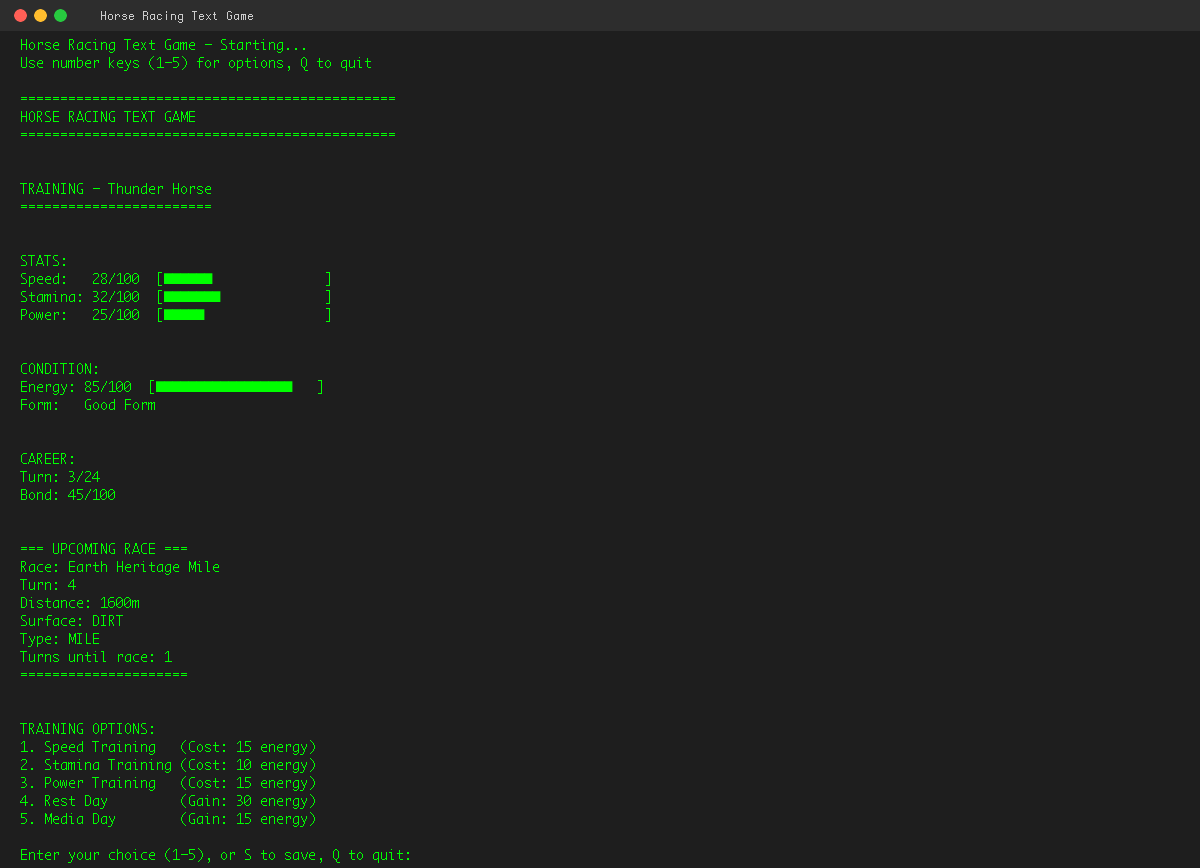 Horse Racing Text Game
Horse Racing Text Game - Starting...
Use number keys (1-5) for options, Q to quit
===============================================
HORSE RACING TEXT GAME
===============================================
TRAINING - Thunder Horse
========================
STATS:
Speed:   28/100  [██████              ]
Stamina: 32/100  [███████             ]
Power:   25/100  [█████               ]
CONDITION:
Energy: 85/100  [█████████████████   ]
Form:   Good Form
CAREER:
Turn: 3/24
Bond: 45/100
=== UPCOMING RACE ===
Race: Earth Heritage Mile
Turn: 4
Distance: 1600m
Surface: DIRT
Type: MILE
Turns until race: 1
=====================
TRAINING OPTIONS:
1. Speed Training   (Cost: 15 energy)
2. Stamina Training (Cost: 10 energy)
3. Power Training   (Cost: 15 energy)
4. Rest Day         (Gain: 30 energy)
5. Media Day        (Gain: 15 energy)
Enter your choice (1-5), or S to save, Q to quit: